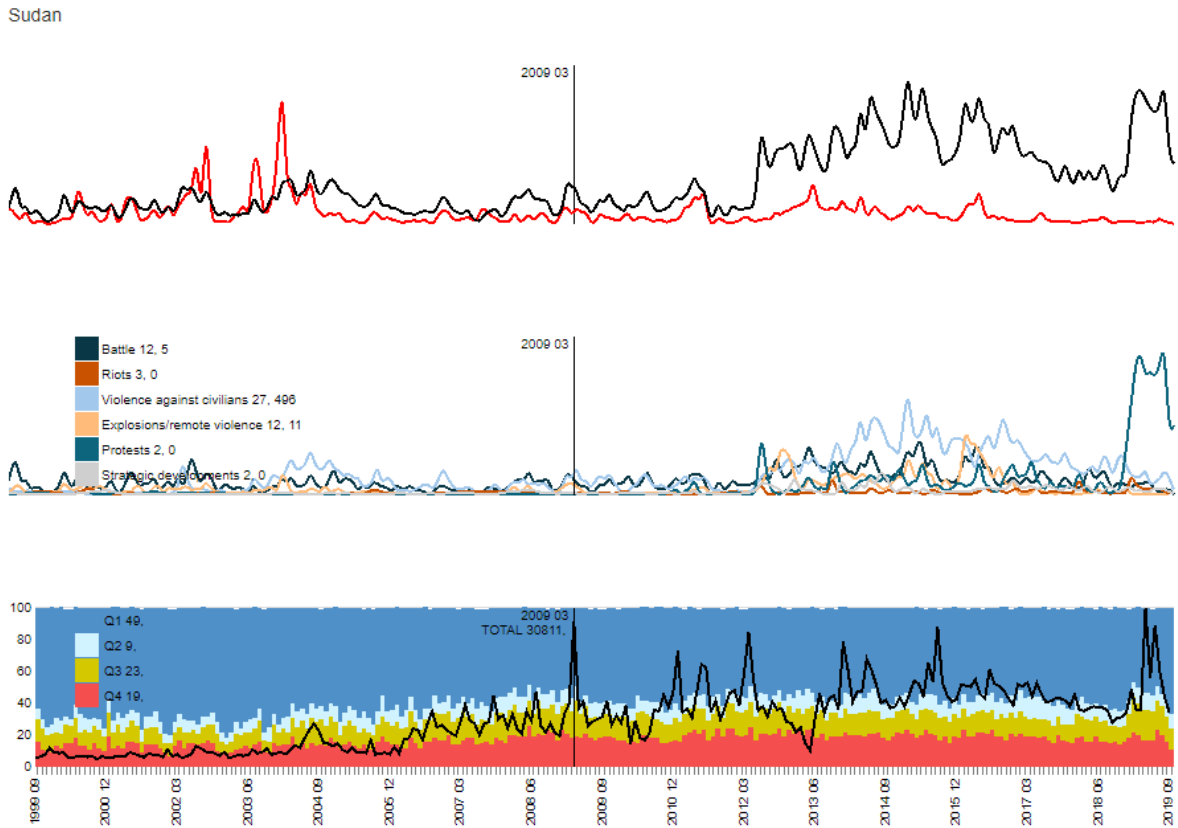 Sudan
2009 03
2009 03
Battle 12, 5
Riots 3, 0
Violence against civilians 27, 496
Explosions/remote violence 12, 11
Protests 2, 0
Strategic developments 2, 0
100
80
60
40
20
0
2009 03
TOTAL 30811,
Q1 49,
Q2 9,
Q3 23,
Q4 19,
1999 09
2000 12
2002 03
2003 06
2004 09
2005 12
2007 03
2008 06
2009 09
2010 12
2012 03
2013 06
2014 09
2015 12
2017 03
2018 06
2019 09